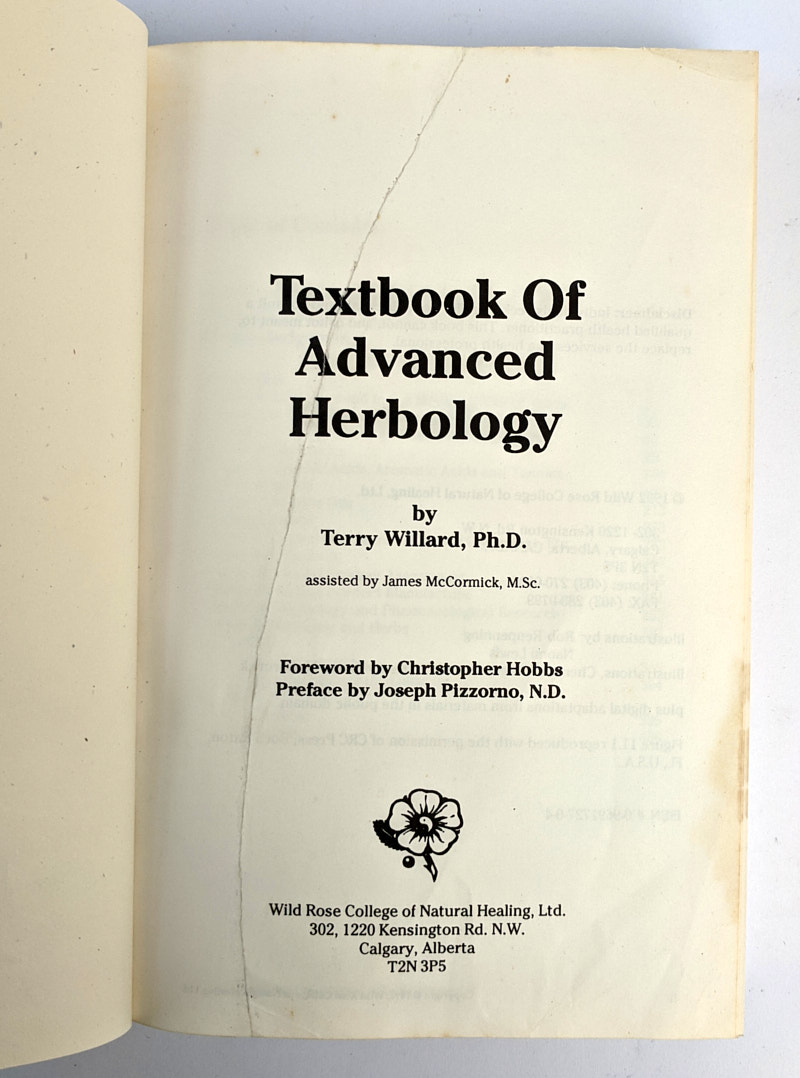 Textbook Of
Advanced
Herbology
by
Terry Willard, Ph.D.
assisted by James McCormick, M.Sc.
Foreword by Christopher Hobbs
Preface by Joseph Pizzorno, N.D.
Wild Rose College of Natural Healing, Ltd.
302, 1220 Kensington Rd. N.W.
Calgary, Alberta
T2N 3P5